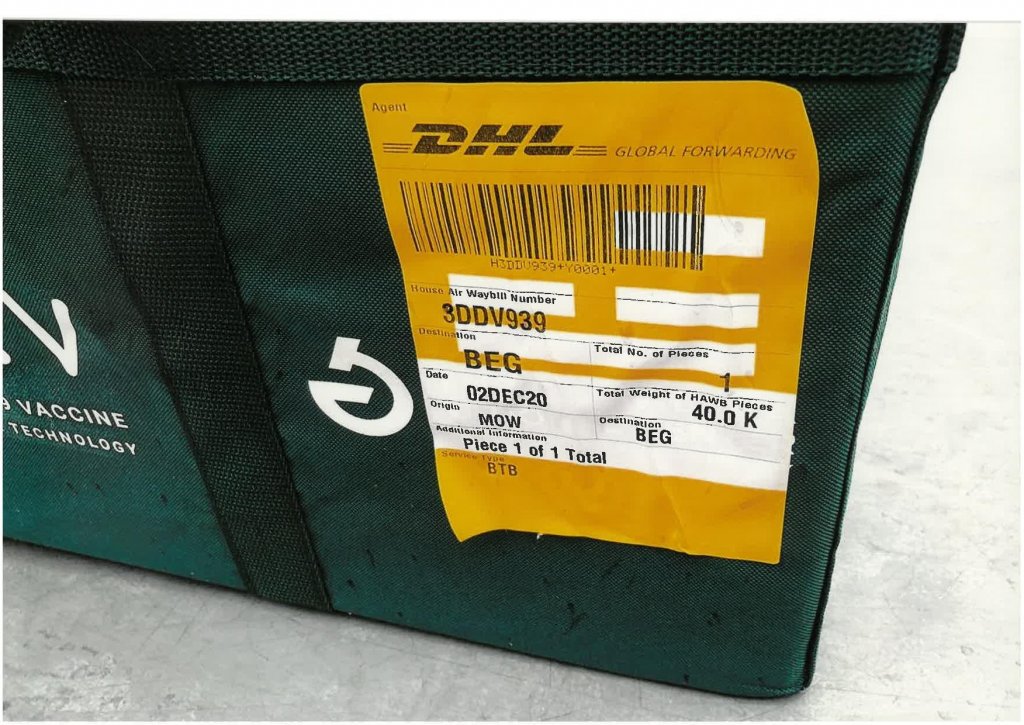 Agent
DHL
GLOBAL FORWARDING
H3DDV939+Y0001+
House Air Waybill Number
3DDV939
Destination
BEG
Total No. of Pieces
1
Date
02DEC20
Total Weight of HAWB Pieces
40.0 K
Origin
MOW
Destination
BEG
Additional Information
Piece 1 of 1 Total
Service Type
BTB
9 VACCINE
TECHNOLOGY